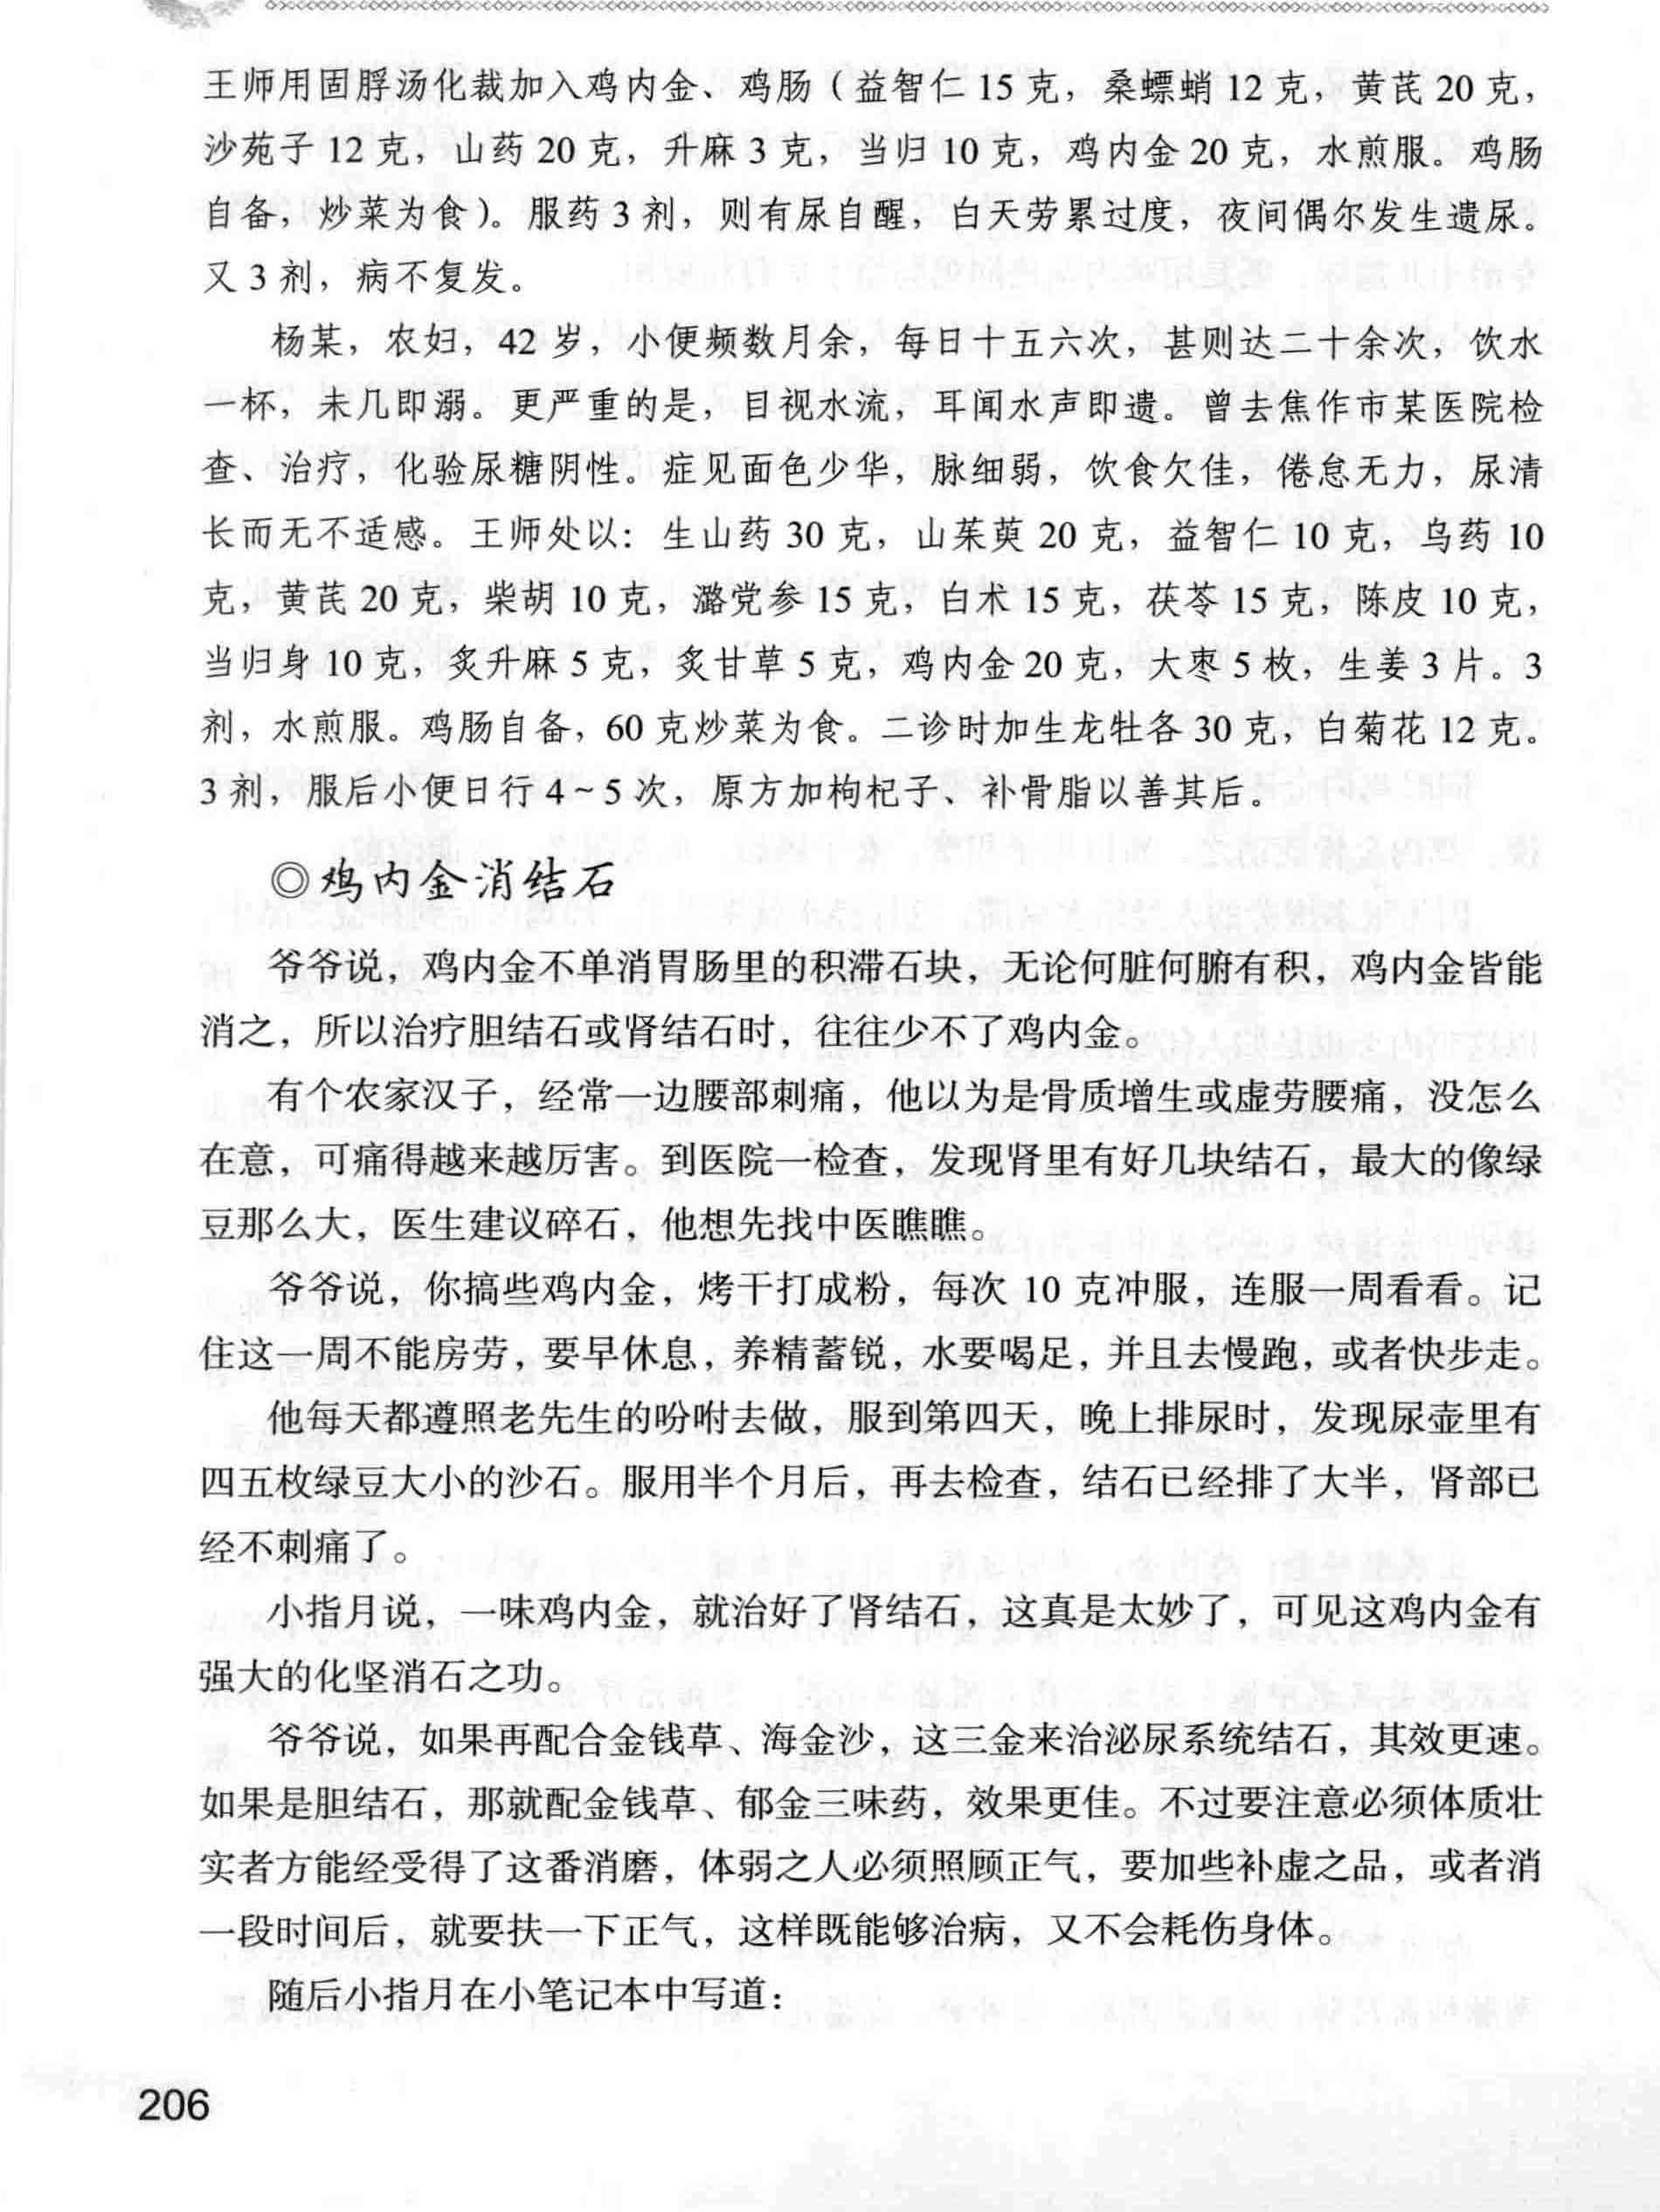 王师用固脬汤化裁加入鸡内金、鸡肠（益智仁 15 克，桑螵蛸 12 克，黄芪 20 克，
沙苑子 12 克，山药 20 克，升麻 3 克，当归 10 克，鸡内金 20 克，水煎服。鸡肠
自备，炒菜为食）。服药 3 剂，则有尿自醒，白天劳累过度，夜间偶尔发生遗尿。
又 3 剂，病不复发。
杨某，农妇，42 岁，小便频数月余，每日十五六次，甚则达二十余次，饮水
一杯，未几即溺。更严重的是，目视水流，耳闻水声即遗。曾去焦作市某医院检
查、治疗，化验尿糖阴性。症见面色少华，脉细弱，饮食欠佳，倦怠无力，尿清
长而无不适感。王师处以：生山药 30 克，山茱萸 20 克，益智仁 10 克，乌药 10
克，黄芪 20 克，柴胡 10 克，潞党参 15 克，白术 15 克，茯苓 15 克，陈皮 10 克，
当归身 10 克，炙升麻 5 克，炙甘草 5 克，鸡内金 20 克，大枣 5 枚，生姜 3 片。3
剂，水煎服。鸡肠自备，60 克炒菜为食。二诊时加生龙牡各 30 克，白菊花 12 克。
3 剂，服后小便日行 4～5 次，原方加枸杞子、补骨脂以善其后。
◎鸡内金消结石
爷爷说，鸡内金不单消胃肠里的积滞石块，无论何脏何腑有积，鸡内金皆能
消之，所以治疗胆结石或肾结石时，往往少不了鸡内金。
有个农家汉子，经常一边腰部刺痛，他以为是骨质增生或虚劳腰痛，没怎么
在意，可痛得越来越厉害。到医院一检查，发现肾里有好几块结石，最大的像绿
豆那么大，医生建议碎石，他想先找中医瞧瞧。
爷爷说，你搞些鸡内金，烤干打成粉，每次 10 克冲服，连服一周看看。记
住这一周不能房劳，要早休息，养精蓄锐，水要喝足，并且去慢跑，或者快步走。
他每天都遵照老先生的吩咐去做，服到第四天，晚上排尿时，发现尿壶里有
四五枚绿豆大小的沙石。服用半个月后，再去检查，结石已经排了大半，肾部已
经不刺痛了。
小指月说，一味鸡内金，就治好了肾结石，这真是太妙了，可见这鸡内金有
强大的化坚消石之功。
爷爷说，如果再配合金钱草、海金沙，这三金来治泌尿系统结石，其效更速。
如果是胆结石，那就配金钱草、郁金三味药，效果更佳。不过要注意必须体质壮
实者方能经受得了这番消磨，体弱之人必须照顾正气，要加些补虚之品，或者消
一段时间后，就要扶一下正气，这样既能够治病，又不会耗伤身体。
随后小指月在小笔记本中写道：
206